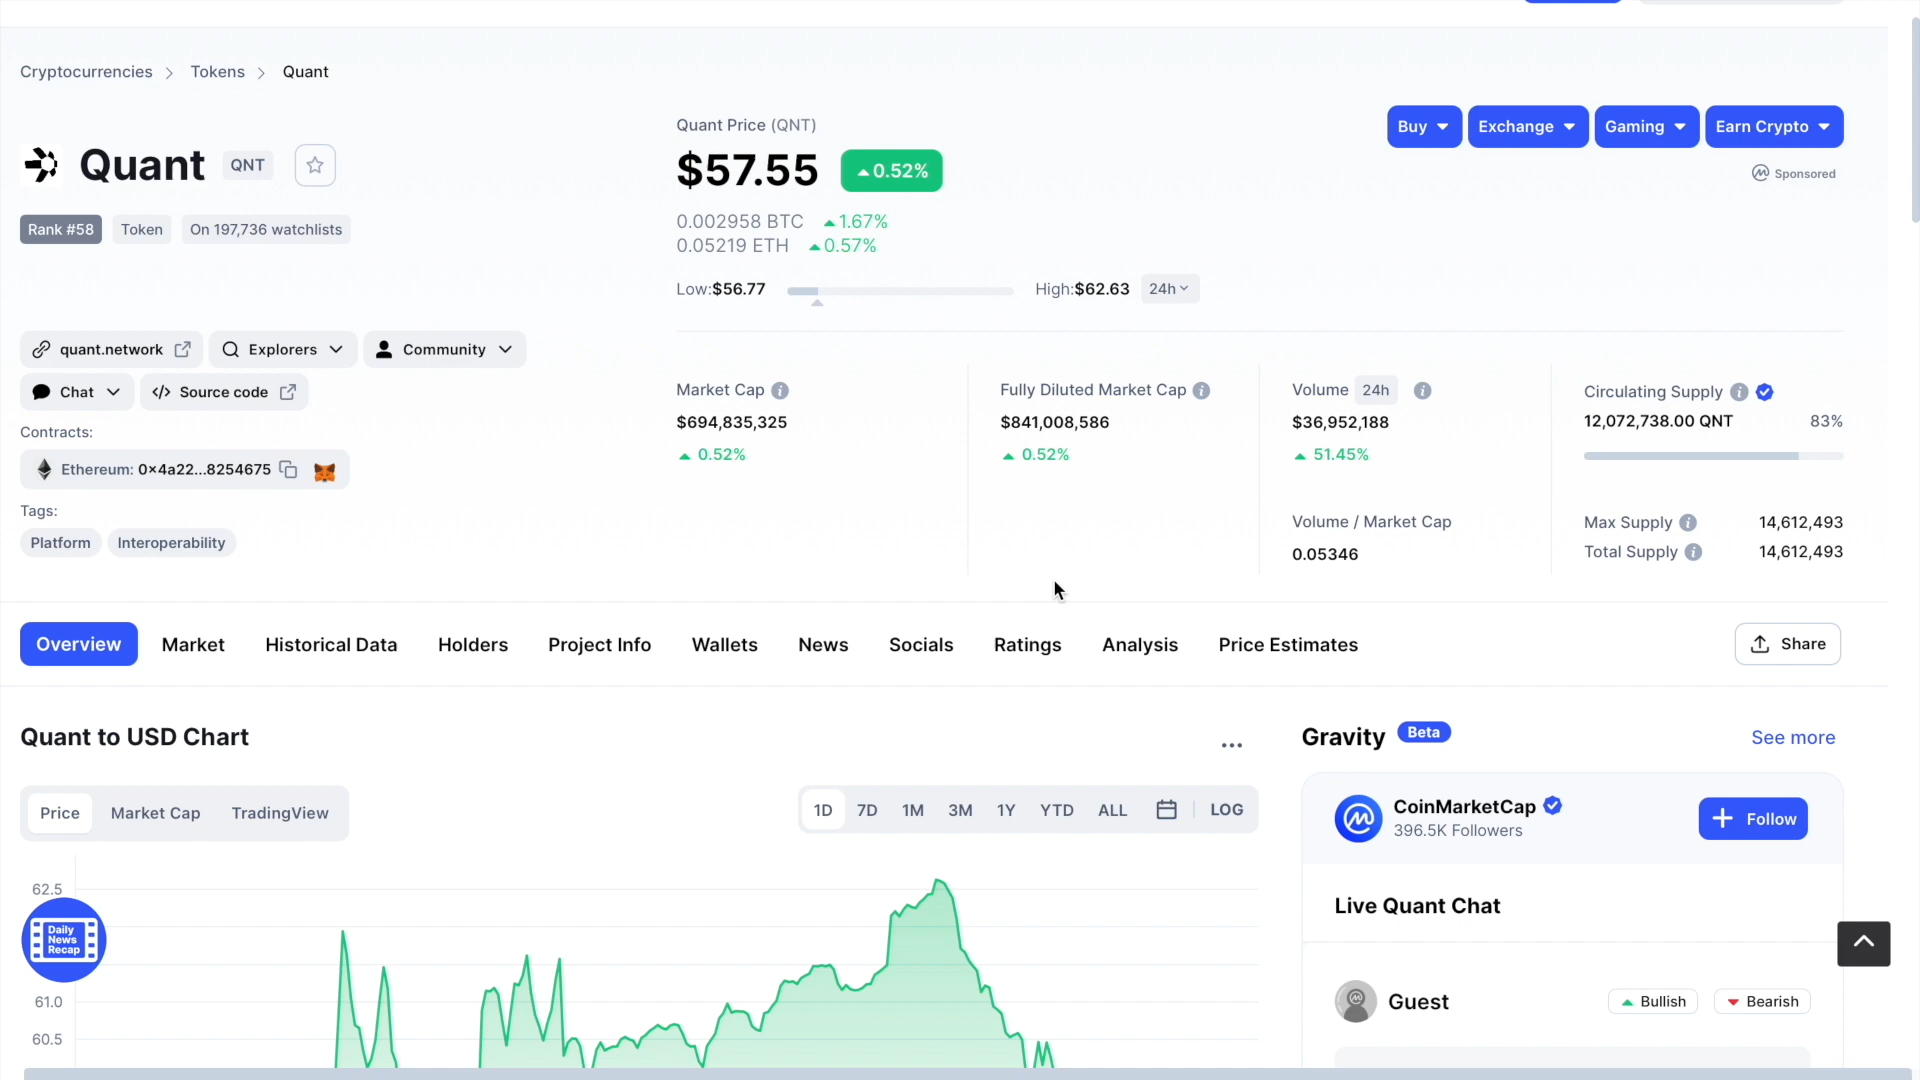 Cryptocurrencies > Tokens > Quant
Quant QNT
Rank #58 Token On 197,736 watchlists
quant.network Explorers Community
Chat </> Source code
Contracts:
Ethereum: 0x4a22...8254675
Tags:
Platform Interoperability
Quant Price (QNT)
$57.55 0.52%
0.002958 BTC 1.67%
0.05219 ETH 0.57%
Low:$56.77 High:$62.63 24h
Buy Exchange Gaming Earn Crypto
Sponsored
Market Cap
$694,835,325
0.52%
Fully Diluted Market Cap
$841,008,586
0.52%
Volume 24h
$36,952,188
51.45%
Volume / Market Cap
0.05346
Circulating Supply
12,072,738.00 QNT 83%
Max Supply 14,612,493
Total Supply 14,612,493
Overview Market Historical Data Holders Project Info Wallets News Socials Ratings Analysis Price Estimates Share
Quant to USD Chart ...
Price Market Cap TradingView
1D 7D 1M 3M 1Y YTD ALL LOG
62.5
61.0
60.5
Daily
News
Recap
Gravity Beta See more
CoinMarketCap
396.5K Followers
+ Follow
Live Quant Chat
Guest Bullish Bearish